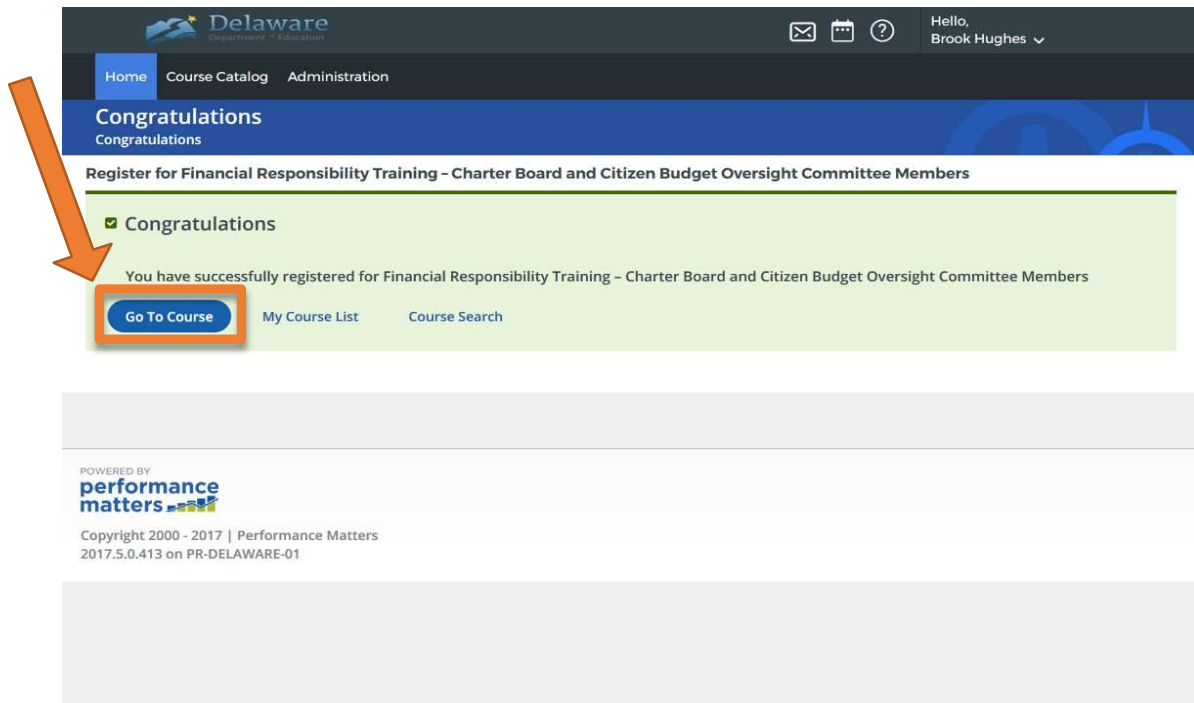 Delaware
Department of Education
Hello,
Brook Hughes
Home Course Catalog Administration
Congratulations
Congratulations
Register for Financial Responsibility Training – Charter Board and Citizen Budget Oversight Committee Members
Congratulations
You have successfully registered for Financial Responsibility Training – Charter Board and Citizen Budget Oversight Committee Members
Go To Course My Course List Course Search
POWERED BY
performance
matters
Copyright 2000 - 2017 | Performance Matters
2017.5.0.413 on PR-DELAWARE-01